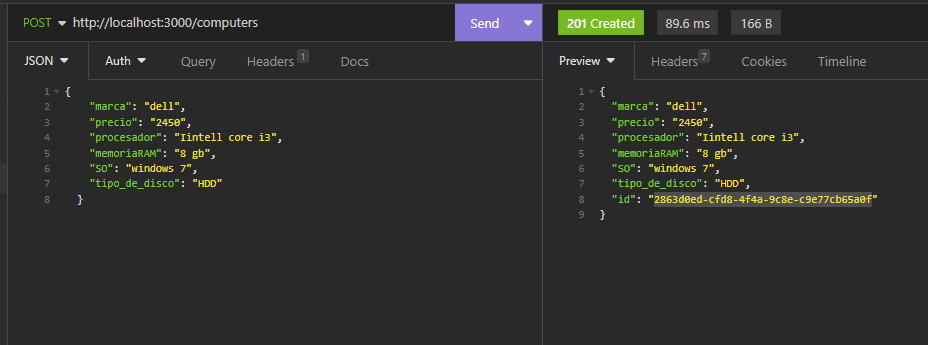 POST http://localhost:3000/computers Send 201 Created 89.6 ms 166 B
JSON Auth Query Headers 1 Docs Preview Headers 7 Cookies Timeline
1 {
2 "marca": "dell",
3 "precio": "2450",
4 "procesador": "Iintell core i3",
5 "memoriaRAM": "8 gb",
6 "SO": "windows 7",
7 "tipo_de_disco": "HDD"
8 }
1 {
2 "marca": "dell",
3 "precio": "2450",
4 "procesador": "Iintell core i3",
5 "memoriaRAM": "8 gb",
6 "SO": "windows 7",
7 "tipo_de_disco": "HDD",
8 "id": "2863d0ed-cfd8-4f4a-9c8e-c9e77cb65a0f"
9 }